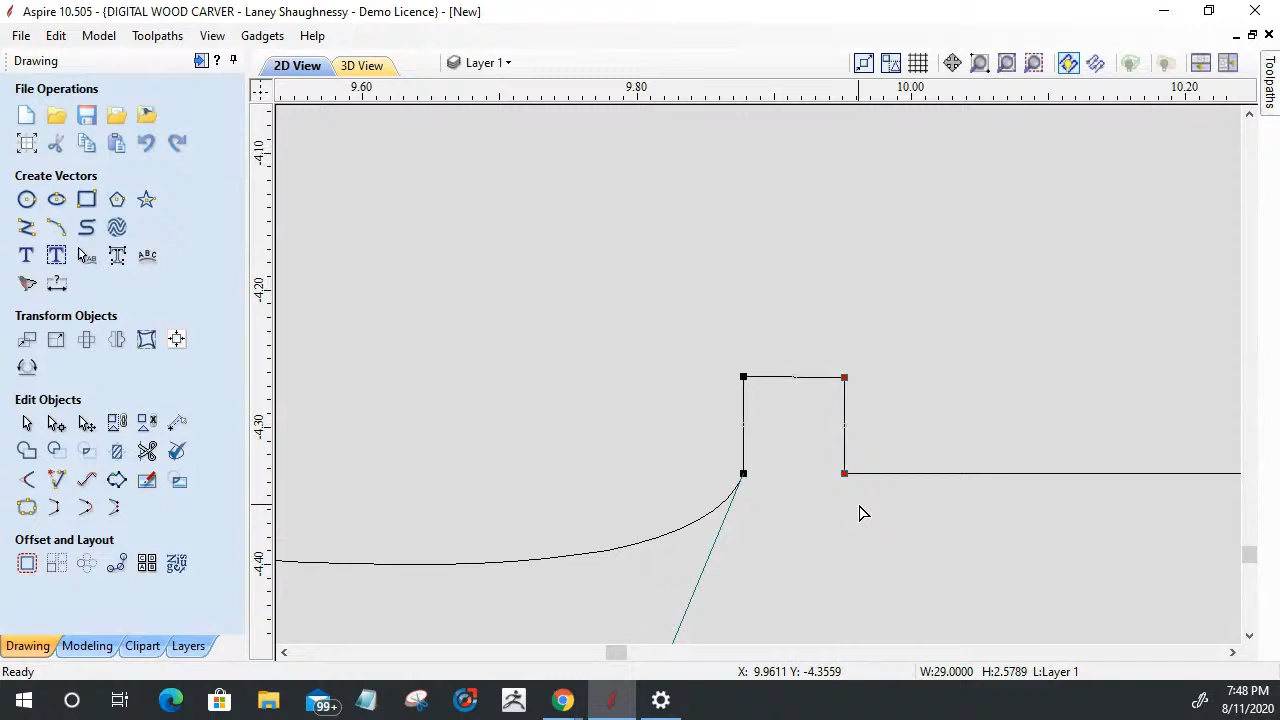 Aspire 10.505 - {DIGITAL WOOD CARVER - Laney Shaughnessy - Demo Licence} - [New]
File Edit Model Toolpaths View Gadgets Help
Drawing
2D View 3D View Layer 1
File Operations
Create Vectors
Transform Objects
Edit Objects
Offset and Layout
9.60 9.80 10.00 10.20
-4.10
-4.20
-4.30
-4.40
Toolpaths
Drawing Modeling Clipart Layers
Ready X: 9.9611 Y: -4.3559 W:29.0000 H:2.5789 L:Layer 1
99+
7:48 PM
8/11/2020